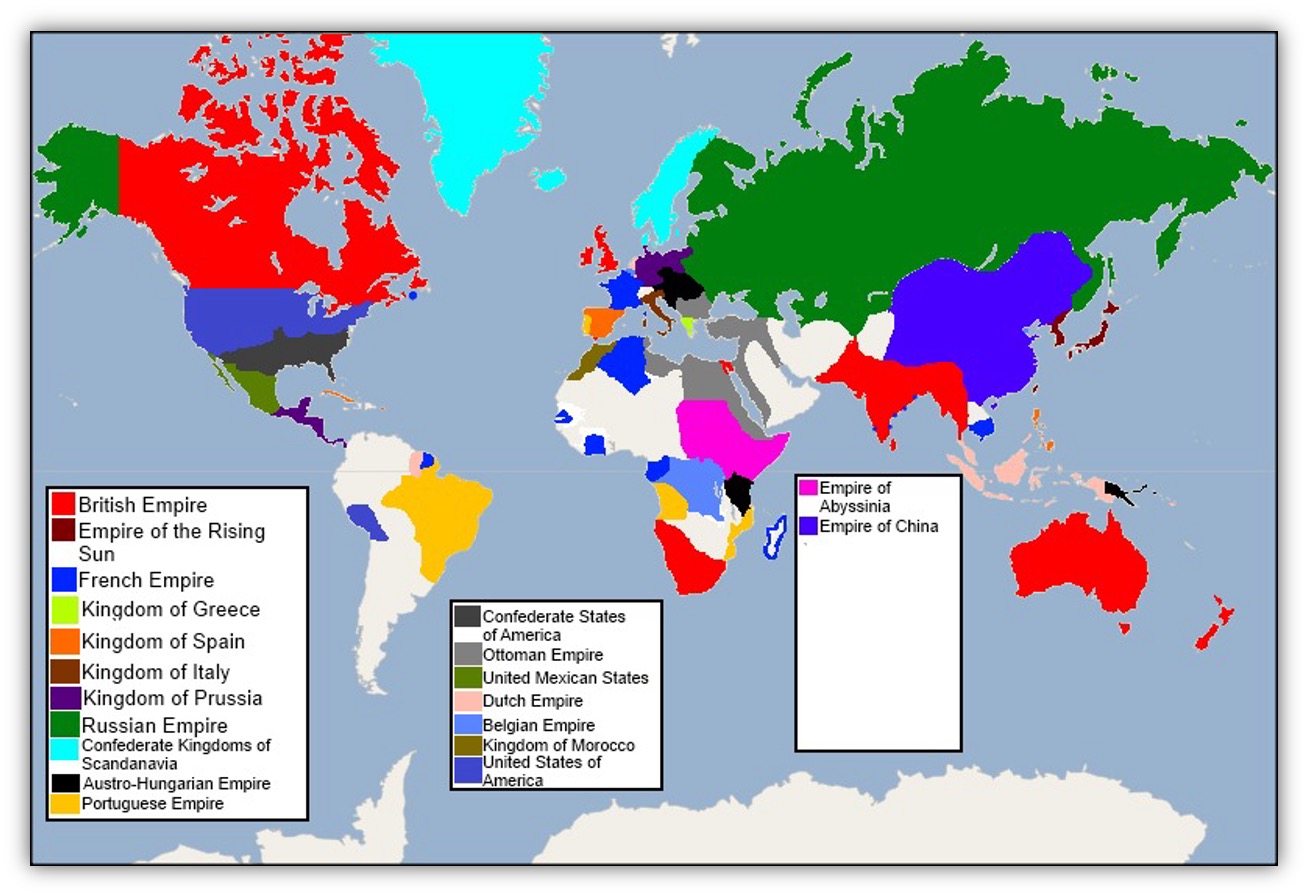 British Empire
Empire of the Rising
Sun
French Empire
Kingdom of Greece
Kingdom of Spain
Kingdom of Italy
Kingdom of Prussia
Russian Empire
Confederate Kingdoms of
Scandanavia
Austro-Hungarian Empire
Portuguese Empire
Confederate States
of America
Ottoman Empire
United Mexican States
Dutch Empire
Belgian Empire
Kingdom of Morocco
United States of
America
Empire of
Abyssinia
Empire of China